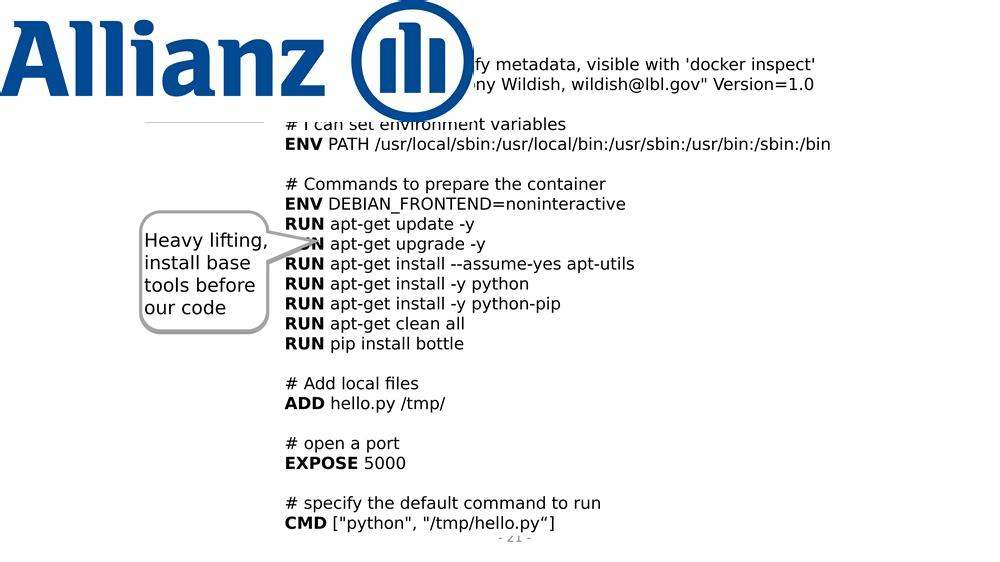 Allianz
metadata, visible with 'docker inspect'
Wildish, wildish@lbl.gov" Version=1.0
# I can set environment variables
ENV PATH /usr/local/sbin:/usr/local/bin:/usr/sbin:/usr/bin:/sbin:/bin
# Commands to prepare the container
ENV DEBIAN_FRONTEND=noninteractive
RUN apt-get update -y
RUN apt-get upgrade -y
Heavy lifting,
install base
tools before
our code
RUN apt-get install --assume-yes apt-utils
RUN apt-get install -y python
RUN apt-get install -y python-pip
RUN apt-get clean all
RUN pip install bottle
# Add local files
ADD hello.py /tmp/
# open a port
EXPOSE 5000
# specify the default command to run
CMD ["python", "/tmp/hello.py“]
- 21 -